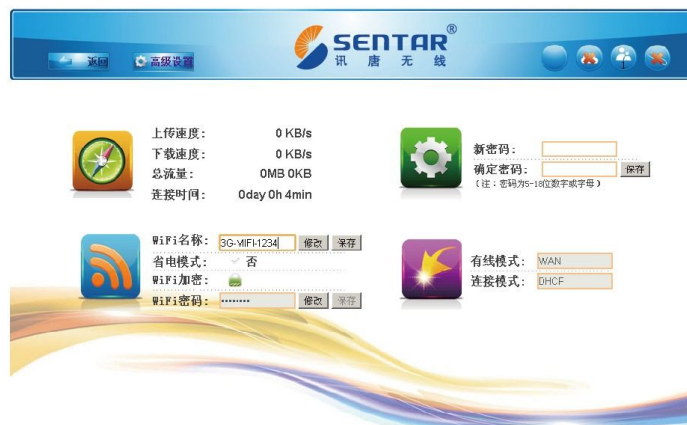 SENTAR®
讯唐无线
返回
高级设置
上传速度: 0 KB/s
下载速度: 0 KB/s
总流量: 0MB 0KB
连接时间: 0day 0h 4min
新密码:
确定密码: 保存
(注:密码为5-18位数字或字母)
WiFi名称: 3G-MIFI-1234 修改 保存
省电模式: 否
WiFi加密:
WiFi密码: •••••••• 修改 保存
有线模式: WAN
连接模式: DHCP